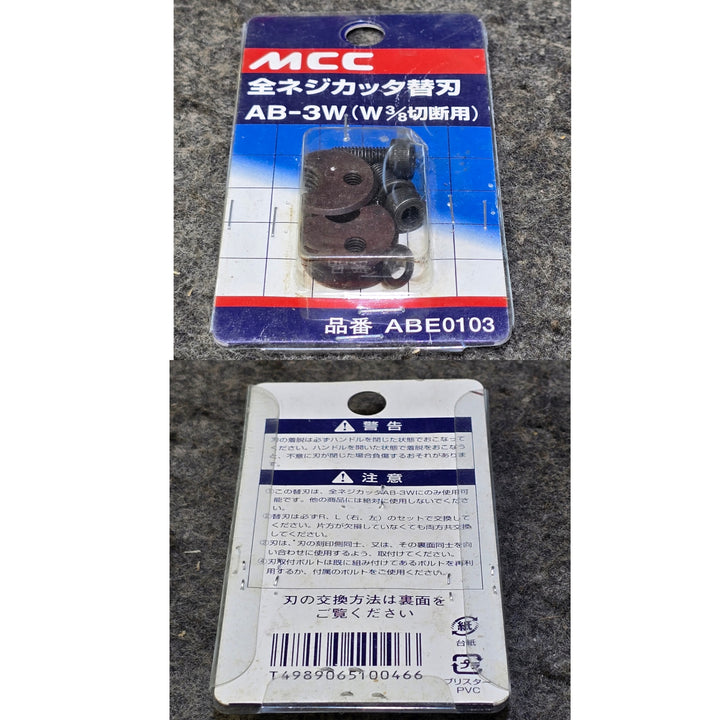 MCC
全ネジカッタ替刃
AB-3W(W3/8切断用)
品番 ABE0103
警告
刃の着脱は必ずハンドルを閉じた状態でおこなって
ください。ハンドルを開いた状態で着脱をおこなう
と、不意に刃が閉じた場合負傷するおそれがありま
す。
注意
①この替刃は、全ネジカッタAB-3Wにのみ使用可
能です。他の商品には絶対に使用しないでくださ
い。
②替刃は必ずR、L(右、左)のセットで交換して
ください。片方が欠損していなくても両方共交換
してください。
③刃は、刃の刻印側同士、又は、その裏面同士を向
い合わせに使用するよう、取付けてください。
④刃取付ボルトは既に組み付けてあるボルトを再利
用するか、付属のボルトをご使用ください。
刃の交換方法は裏面を
ご覧ください
T4989065100466
紙
台紙
プラ
ブリスター
PVC